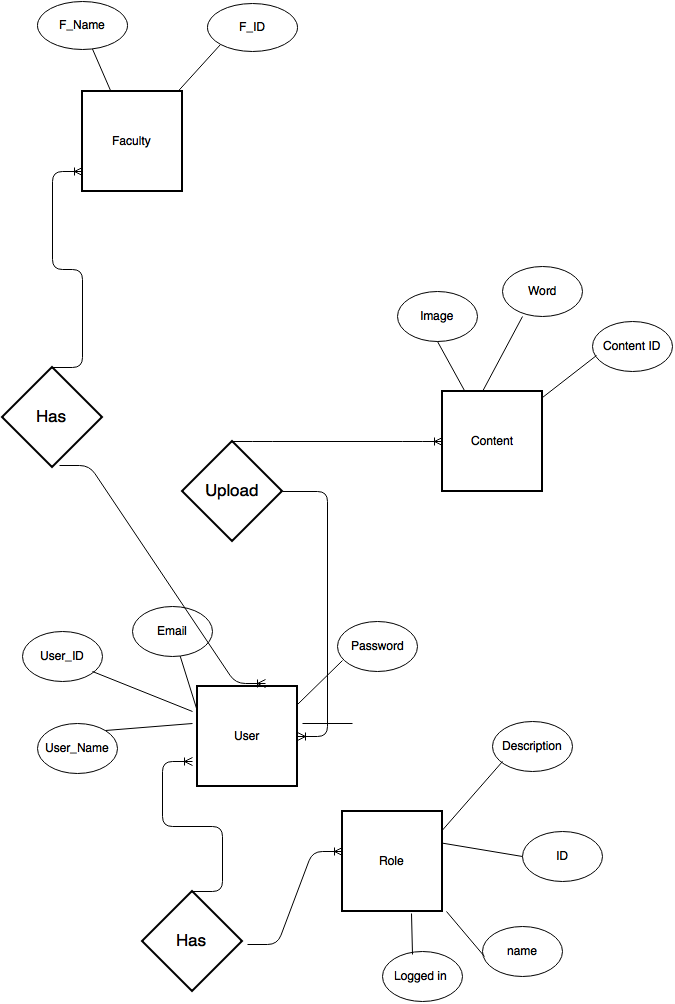 F_Name
F_ID
Faculty
Word
Image
Content ID
Has
Content
Upload
Email
Password
User_ID
User
User_Name
Description
Role
ID
Has
name
Logged in